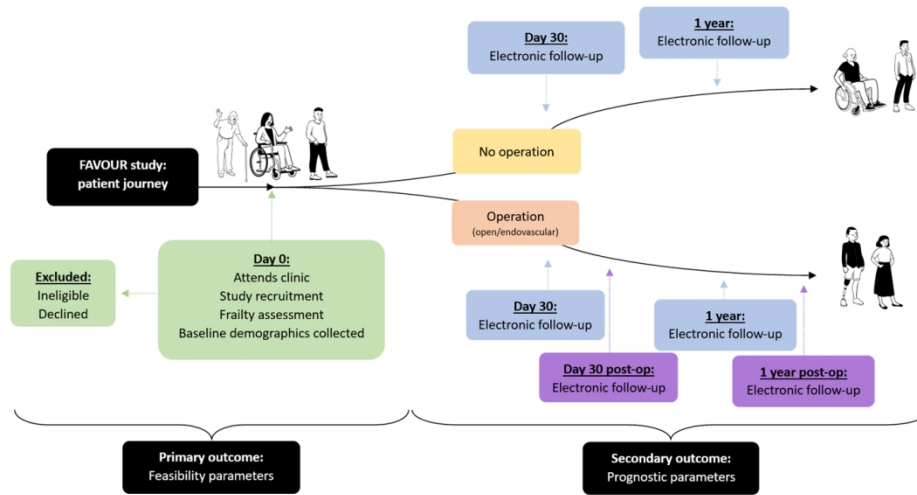 Day 30:
Electronic follow-up
1 year:
Electronic follow-up
No operation
FAVOUR study:
patient journey
Operation
(open/endovascular)
Day 0:
Attends clinic
Study recruitment
Frailty assessment
Baseline demographics collected
Excluded:
Ineligible
Declined
Day 30:
Electronic follow-up
1 year:
Electronic follow-up
Day 30 post-op:
Electronic follow-up
1 year post-op:
Electronic follow-up
Primary outcome:
Feasibility parameters
Secondary outcome:
Prognostic parameters